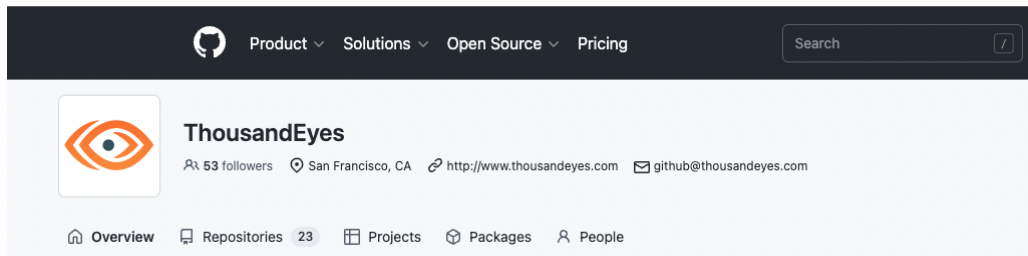 Product Solutions Open Source Pricing Search /
ThousandEyes
53 followers San Francisco, CA http://www.thousandeyes.com github@thousandeyes.com
Overview Repositories 23 Projects Packages People